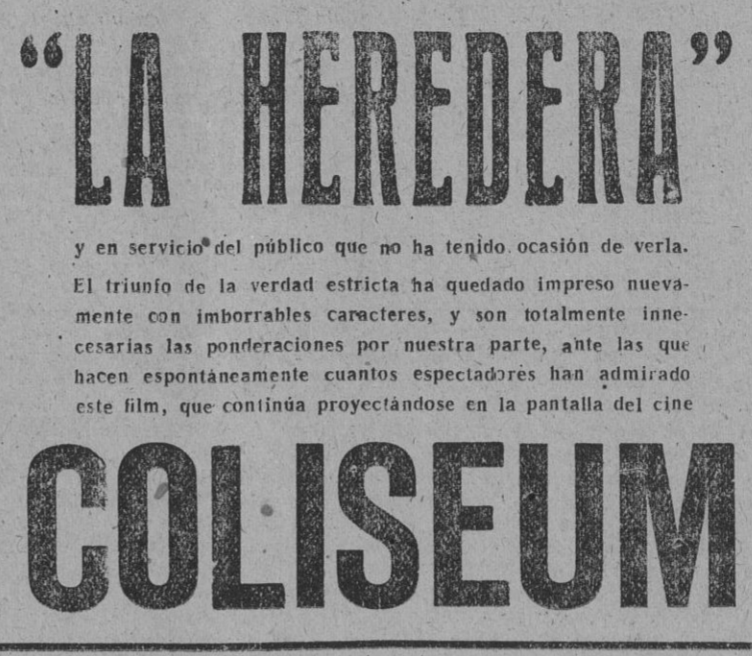 “LA HEREDERA”
y en servicio del público que no ha tenido ocasión de verla.
El triunfo de la verdad estricta ha quedado impreso nueva-
mente con imborrables caracteres, y son totalmente inne-
cesarias las ponderaciones por nuestra parte, ante las que
hacen espontáneamente cuantos espectadores han admirado
este film, que continúa proyectándose en la pantalla del cine
COLISEUM